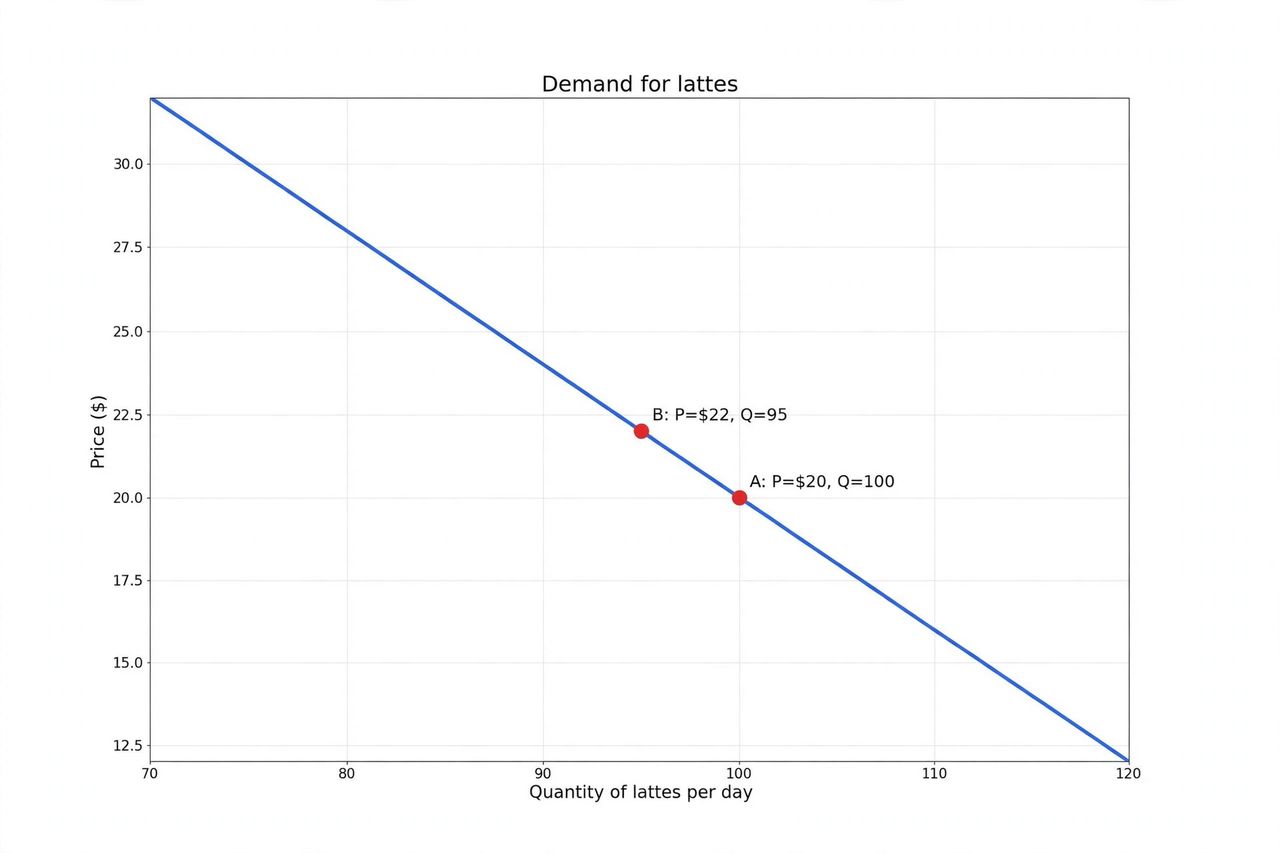 Demand for lattes
30.0
27.5
25.0
22.5
20.0
17.5
15.0
12.5
Price ($)
B: P=$22, Q=95
A: P=$20, Q=100
70 80 90 100 110 120
Quantity of lattes per day